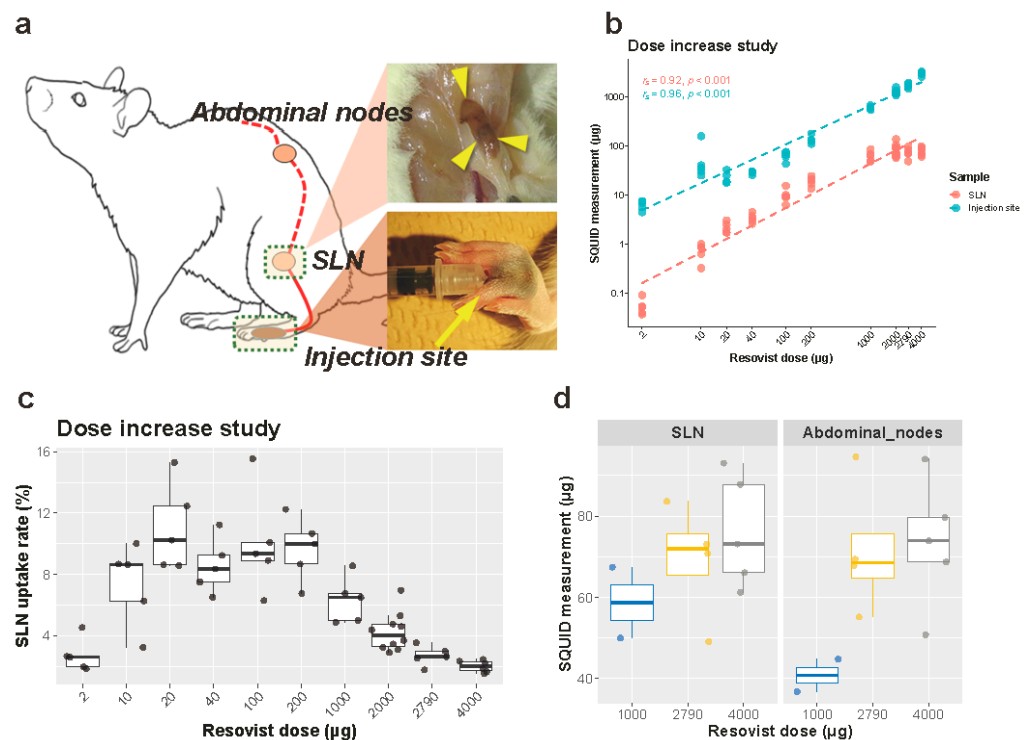 a
Abdominal nodes
SLN
Injection site
b
Dose increase study
rs = 0.92, p < 0.001
rs = 0.96, p < 0.001
SQUID measurement (µg)
1000
100
10
1
0.1
2
10
20
40
100
200
1000
2000
2790
4000
Resovist dose (µg)
Sample
SLN
Injection site
c
Dose increase study
SLN uptake rate (%)
16
12
8
4
2
10
20
40
100
200
1000
2000
2790
4000
Resovist dose (µg)
d
SLN
Abdominal_nodes
SQUID measurement (µg)
80
60
40
1000
2790
4000
1000
2790
4000
Resovist dose (µg)